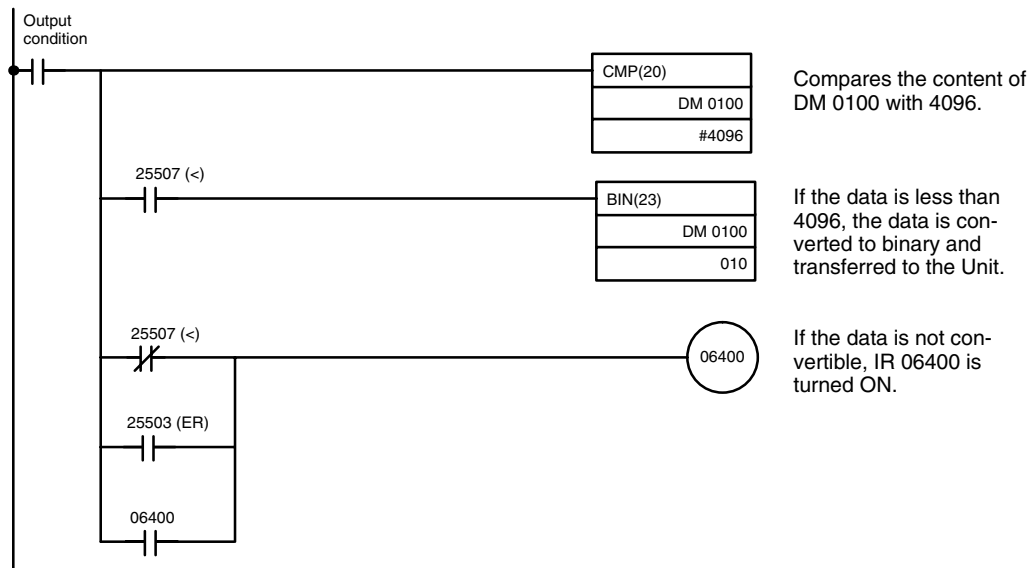 Output
condition
CMP(20)
DM 0100
#4096
Compares the content of
DM 0100 with 4096.
25507 (<)
BIN(23)
DM 0100
010
If the data is less than
4096, the data is con-
verted to binary and
transferred to the Unit.
25507 (<)
06400
If the data is not con-
vertible, IR 06400 is
turned ON.
25503 (ER)
06400